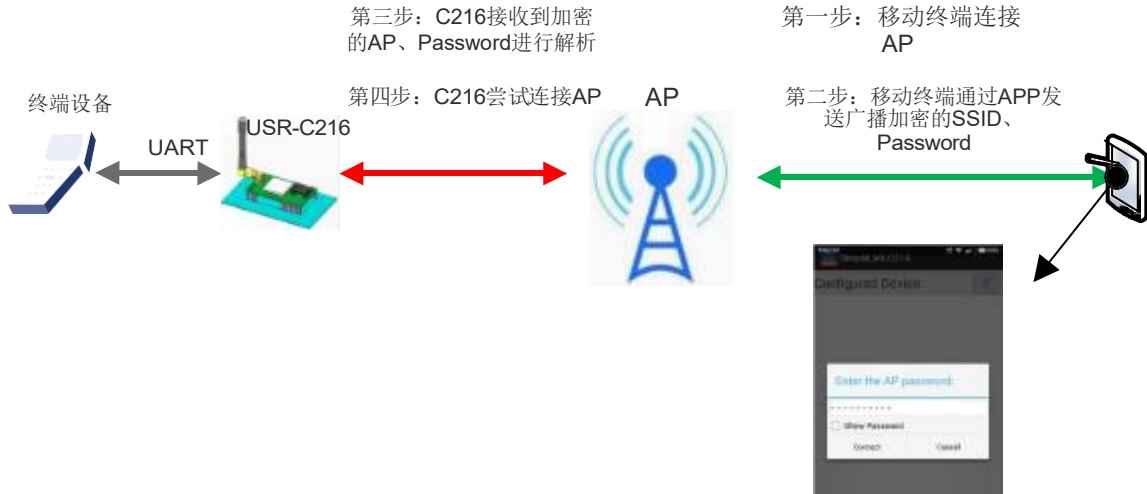 第三步：C216接收到加密
的AP、Password进行解析
第一步：移动终端连接
AP
第四步：C216尝试连接AP
AP
第二步：移动终端通过APP发
送广播加密的SSID、
Password
终端设备
USR-C216
UART
Configured Device
Enter the AP password:
Show Password
Connect
Cancel